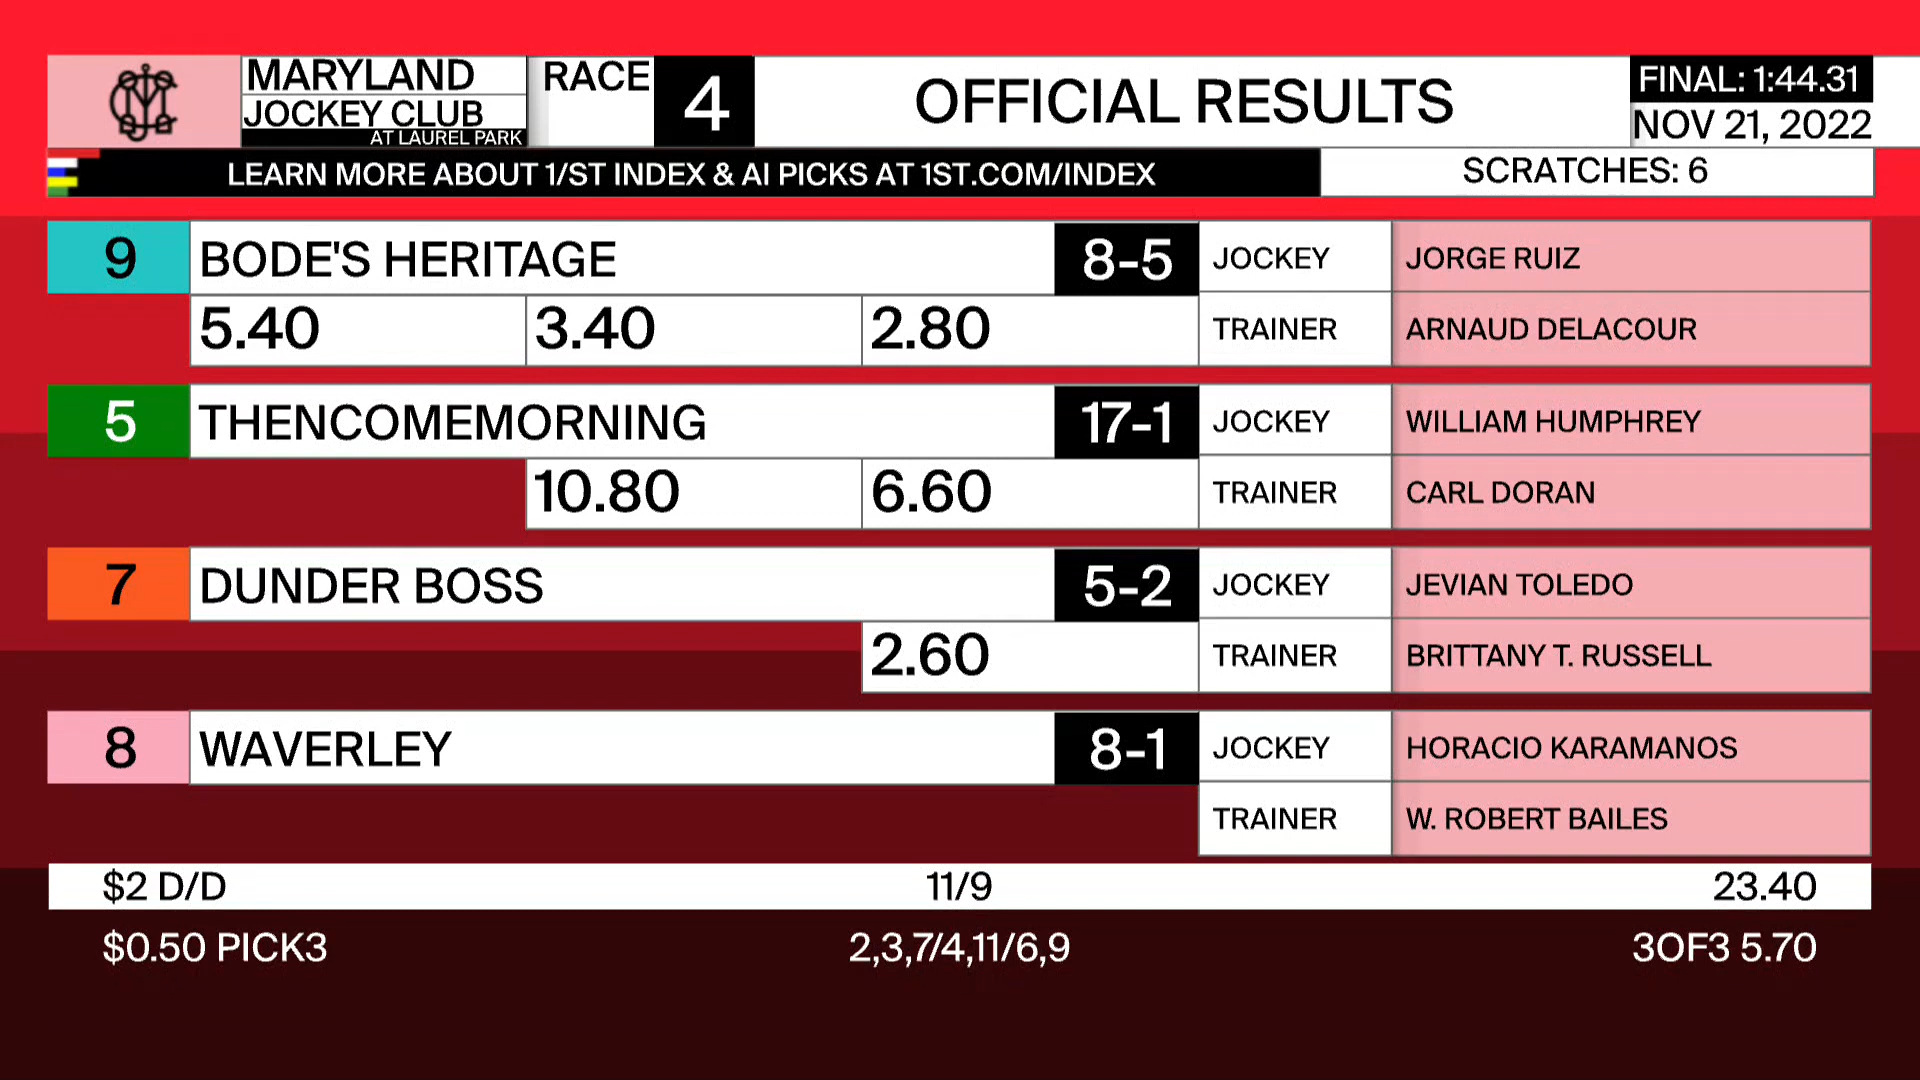 MARYLAND
JOCKEY CLUB
AT LAUREL PARK
RACE 4
OFFICIAL RESULTS
FINAL: 1:44.31
NOV 21, 2022
LEARN MORE ABOUT 1/ST INDEX & AI PICKS AT 1ST.COM/INDEX
SCRATCHES: 6
9 BODE'S HERITAGE 8-5 JOCKEY JORGE RUIZ
5.40 3.40 2.80 TRAINER ARNAUD DELACOUR
5 THENCOMEMORNING 17-1 JOCKEY WILLIAM HUMPHREY
10.80 6.60 TRAINER CARL DORAN
7 DUNDER BOSS 5-2 JOCKEY JEVIAN TOLEDO
2.60 TRAINER BRITTANY T. RUSSELL
8 WAVERLEY 8-1 JOCKEY HORACIO KARAMANOS
TRAINER W. ROBERT BAILES
$2 D/D 11/9 23.40
$0.50 PICK3 2,3,7/4,11/6,9 3OF3 5.70